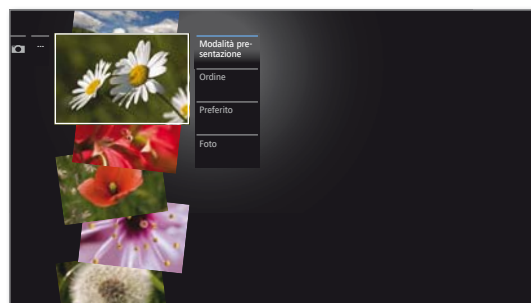 ...
Modalità pre-
sentazione
Ordine
Preferito
Foto